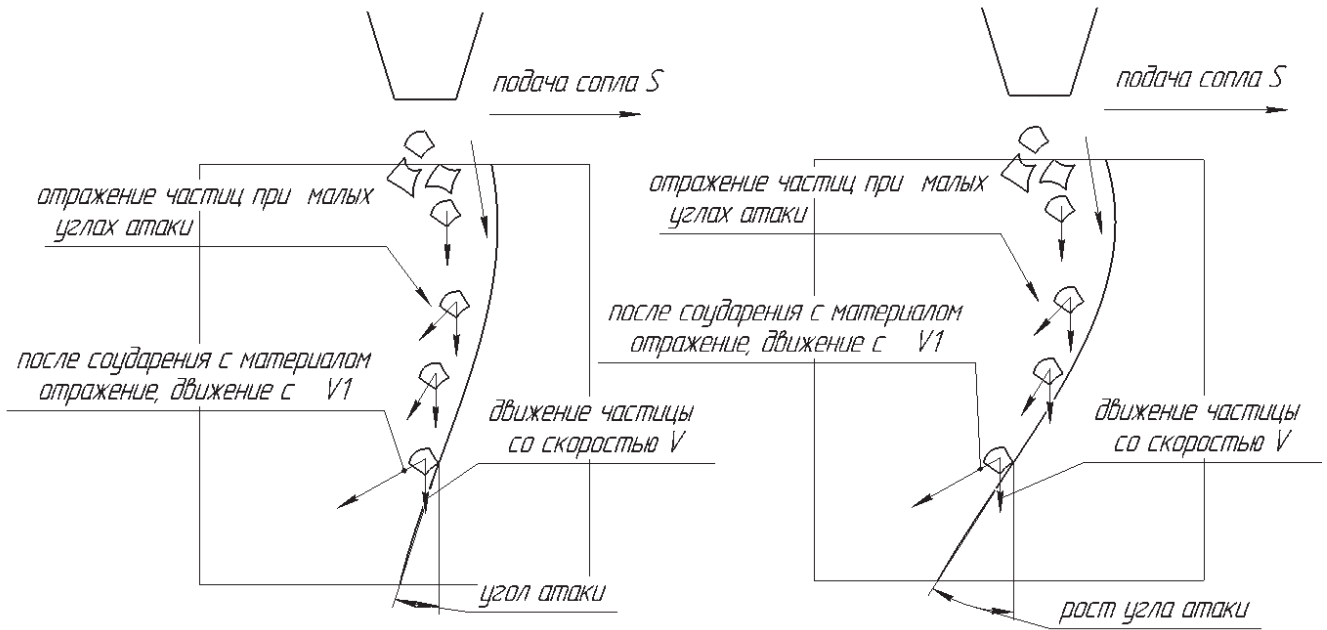 подача сопла S
отражение частиц при малых
углах атаки
после соударения с материалом
отражение, движение с V1
движение частицы
со скоростью V
угол атаки
подача сопла S
отражение частиц при малых
углах атаки
после соударения с материалом
отражение, движение с V1
движение частицы
со скоростью V
рост угла атаки